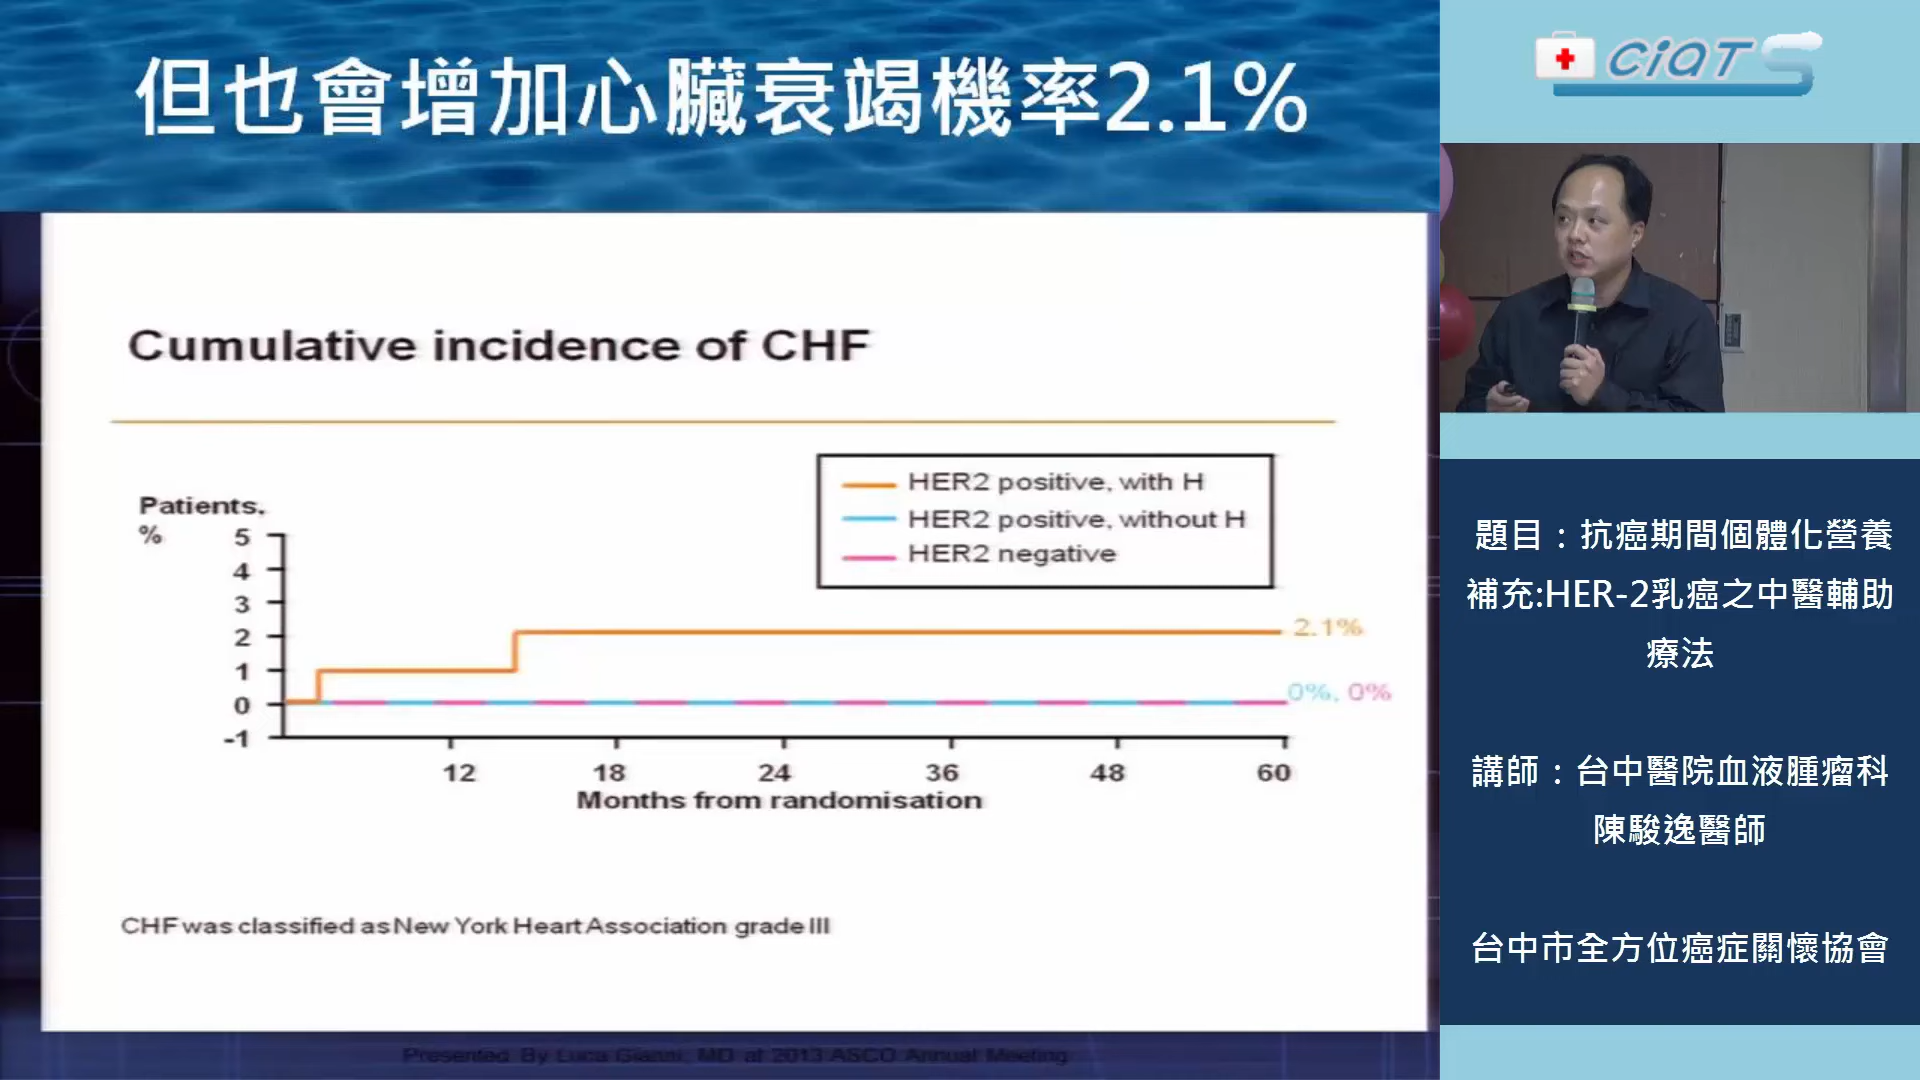 但也會增加心臟衰竭機率2.1%
Cumulative incidence of CHF
HER2 positive, with H
HER2 positive, without H
HER2 negative
Patients,
%
5
4
3
2
1
0
-1
2.1%
0%, 0%
12
18
24
36
48
60
Months from randomisation
CHF was classified as New York Heart Association grade III
Presented By Luca Gianni, MD at 2013 ASCO Annual Meeting
CiATS
題目：抗癌期間個體化營養
補充:HER-2乳癌之中醫輔助
療法
講師：台中醫院血液腫瘤科
陳駿逸醫師
台中市全方位癌症關懷協會